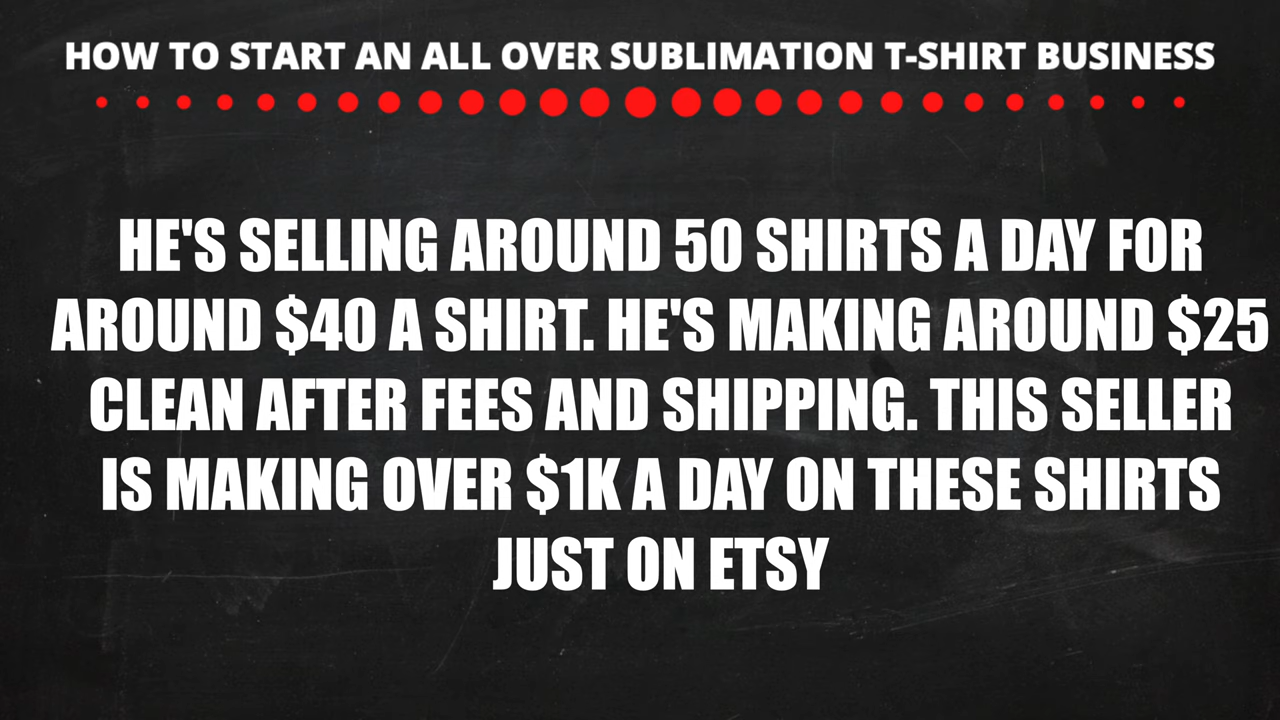 HOW TO START AN ALL OVER SUBLIMATION T-SHIRT BUSINESS
HE'S SELLING AROUND 50 SHIRTS A DAY FOR
AROUND $40 A SHIRT. HE'S MAKING AROUND $25
CLEAN AFTER FEES AND SHIPPING. THIS SELLER
IS MAKING OVER $1K A DAY ON THESE SHIRTS
JUST ON ETSY